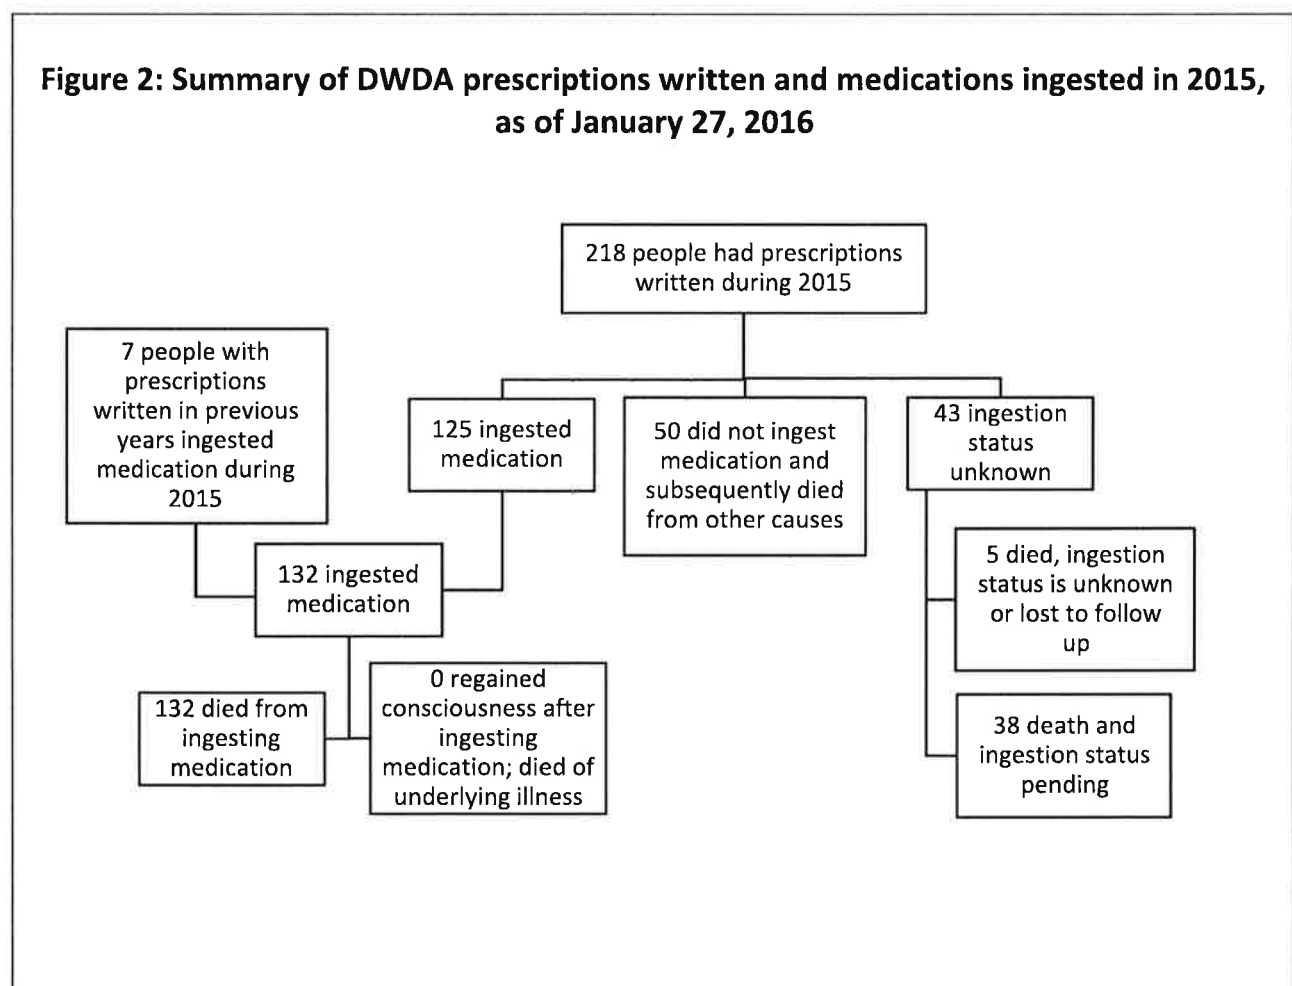 Figure 2: Summary of DWDA prescriptions written and medications ingested in 2015,
as of January 27, 2016
218 people had prescriptions
written during 2015
7 people with
prescriptions
written in previous
years ingested
medication during
2015
125 ingested
medication
50 did not ingest
medication and
subsequently died
from other causes
43 ingestion
status
unknown
132 ingested
medication
5 died, ingestion
status is unknown
or lost to follow
up
132 died from
ingesting
medication
0 regained
consciousness after
ingesting
medication; died of
underlying illness
38 death and
ingestion status
pending